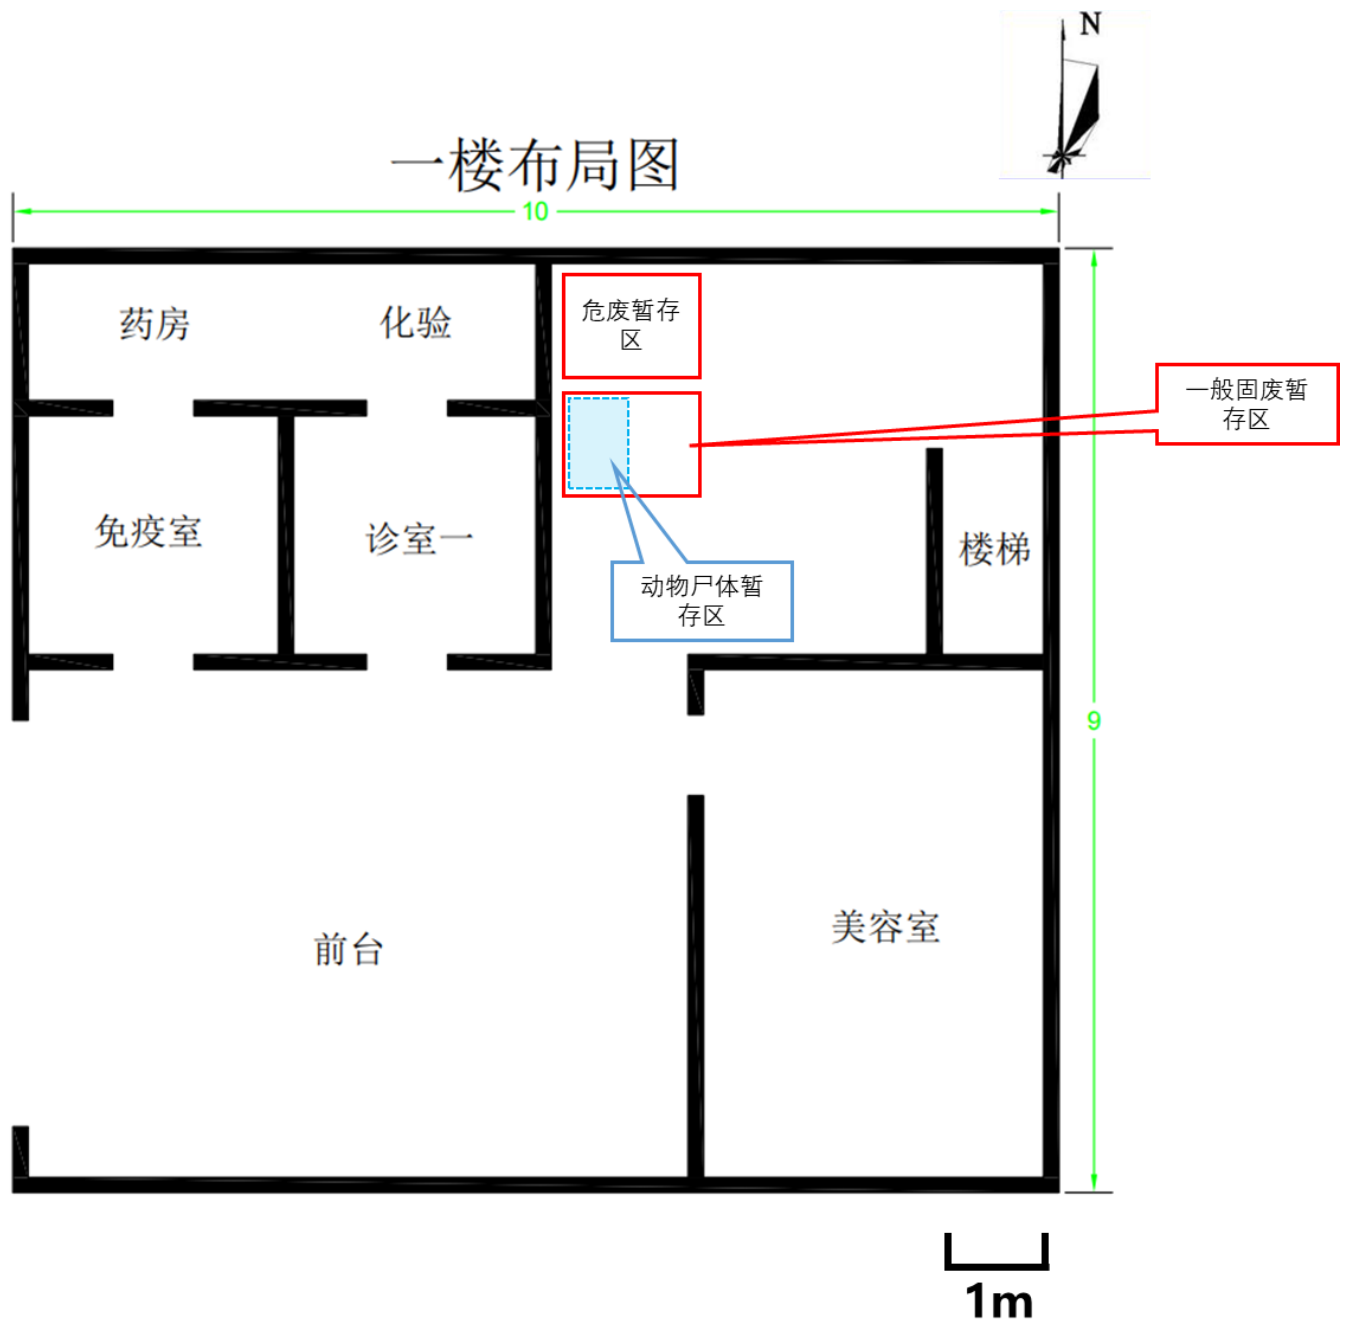 N
一楼布局图
10
药房
化验
危废暂存
区
一般固废暂
存区
免疫室
诊室一
楼梯
动物尸体暂
存区
9
前台
美容室
1m